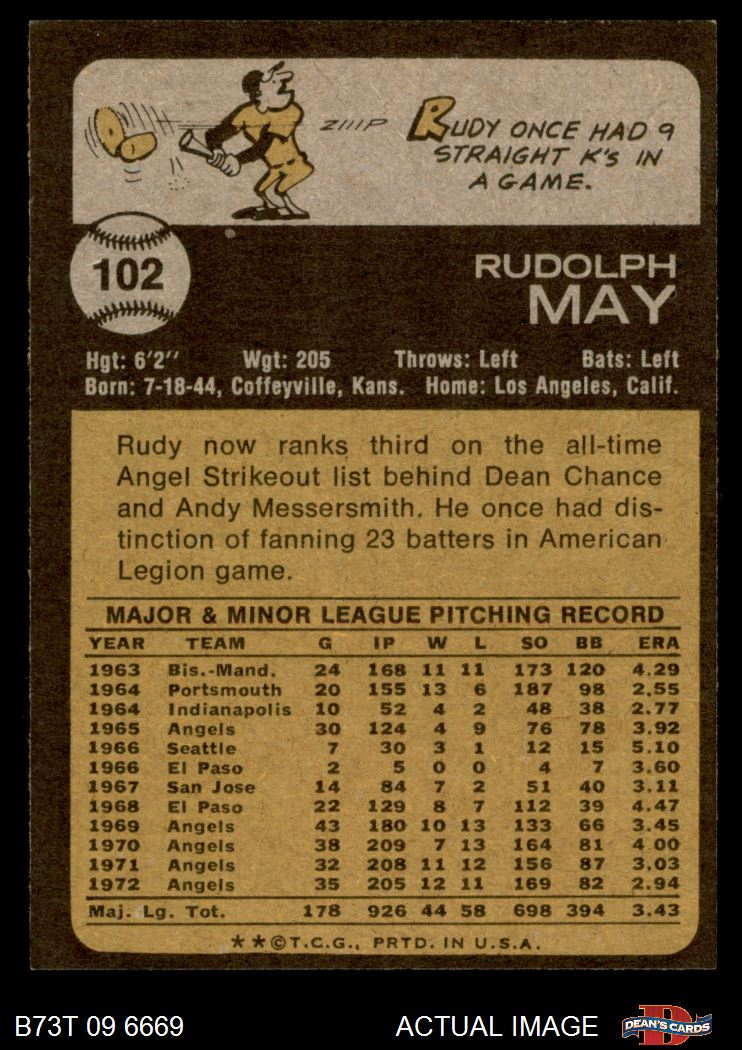 ZIIIP
RUDY ONCE HAD 9
STRAIGHT K'S IN
A GAME.
102
RUDOLPH
MAY
Hgt: 6'2" Wgt: 205 Throws: Left Bats: Left
Born: 7-18-44, Coffeyville, Kans. Home: Los Angeles, Calif.
Rudy now ranks third on the all-time
Angel Strikeout list behind Dean Chance
and Andy Messersmith. He once had dis-
tinction of fanning 23 batters in American
Legion game.
MAJOR & MINOR LEAGUE PITCHING RECORD
YEAR TEAM G IP W L SO BB ERA
1963 Bis.-Mand. 24 168 11 11 173 120 4.29
1964 Portsmouth 20 155 13 6 187 98 2.55
1964 Indianapolis 10 52 4 2 48 38 2.77
1965 Angels 30 124 4 9 76 78 3.92
1966 Seattle 7 30 3 1 12 15 5.10
1966 El Paso 2 5 0 0 4 7 3.60
1967 San Jose 14 84 7 2 51 40 3.11
1968 El Paso 22 129 8 7 112 39 4.47
1969 Angels 43 180 10 13 133 66 3.45
1970 Angels 38 209 7 13 164 81 4.00
1971 Angels 32 208 11 12 156 87 3.03
1972 Angels 35 205 12 11 169 82 2.94
Maj. Lg. Tot. 178 926 44 58 698 394 3.43
**©T.C.G., PRTD. IN U.S.A.
B73T 09 6669 ACTUAL IMAGE D DEAN'S CARDS